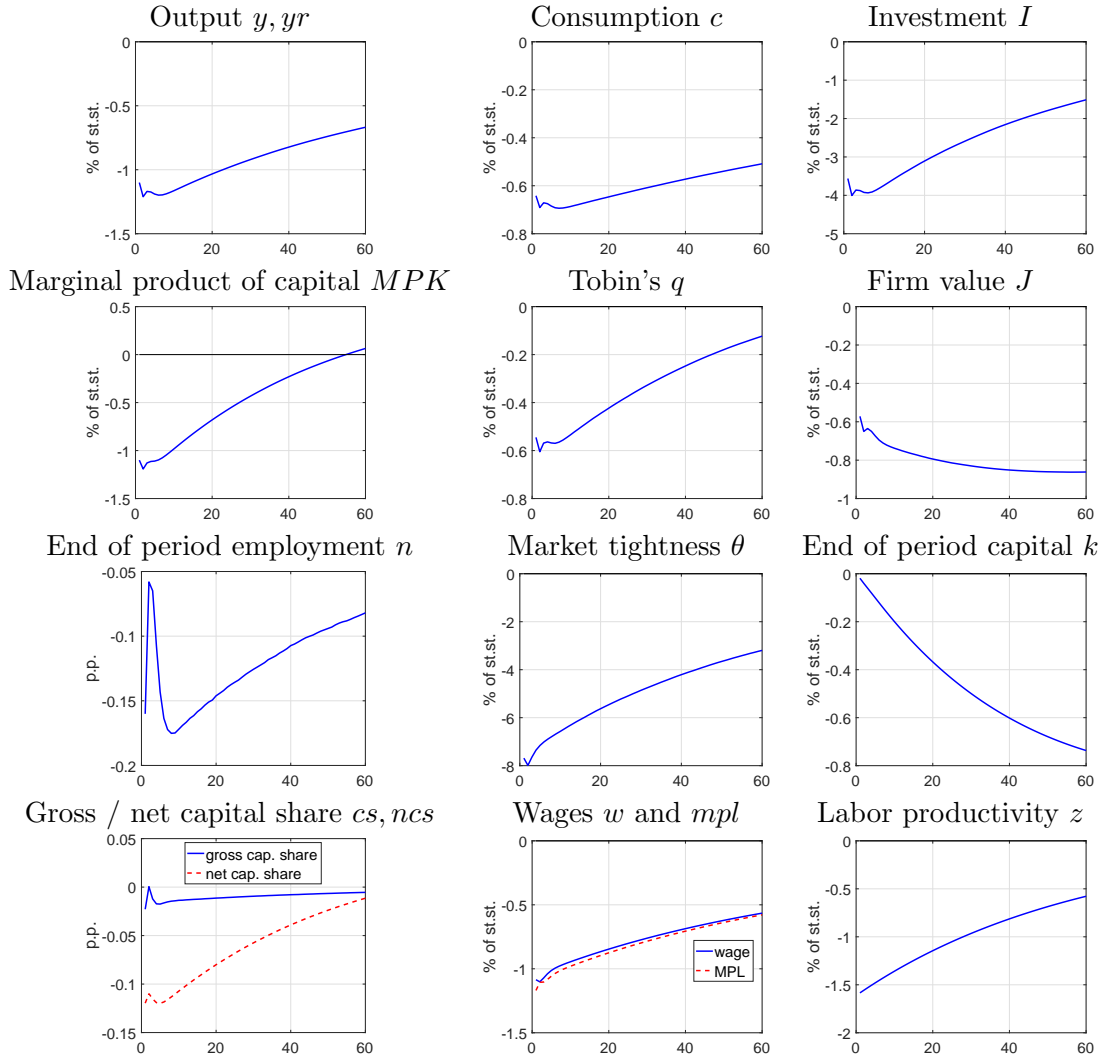 Output y, yr
Consumption c
Investment I
0
-0.5
-1
-1.5
% of st.st.
0 20 40 60
0
-0.2
-0.4
-0.6
-0.8
% of st.st.
0 20 40 60
0
-1
-2
-3
-4
-5
% of st.st.
0 20 40 60
Marginal product of capital MPK
Tobin's q
Firm value J
0.5
0
-0.5
-1
-1.5
% of st.st.
0 20 40 60
0
-0.2
-0.4
-0.6
-0.8
% of st.st.
0 20 40 60
0
-0.2
-0.4
-0.6
-0.8
-1
% of st.st.
0 20 40 60
End of period employment n
Market tightness θ
End of period capital k
-0.05
-0.1
-0.15
-0.2
p.p.
0 20 40 60
0
-2
-4
-6
-8
% of st.st.
0 20 40 60
0
-0.2
-0.4
-0.6
-0.8
% of st.st.
0 20 40 60
Gross / net capital share cs, ncs
Wages w and mpl
Labor productivity z
0.05
0
-0.05
-0.1
-0.15
p.p.
gross cap. share
net cap. share
0 20 40 60
0
-0.5
-1
-1.5
% of st.st.
wage
MPL
0 20 40 60
0
-0.5
-1
-1.5
-2
% of st.st.
0 20 40 60